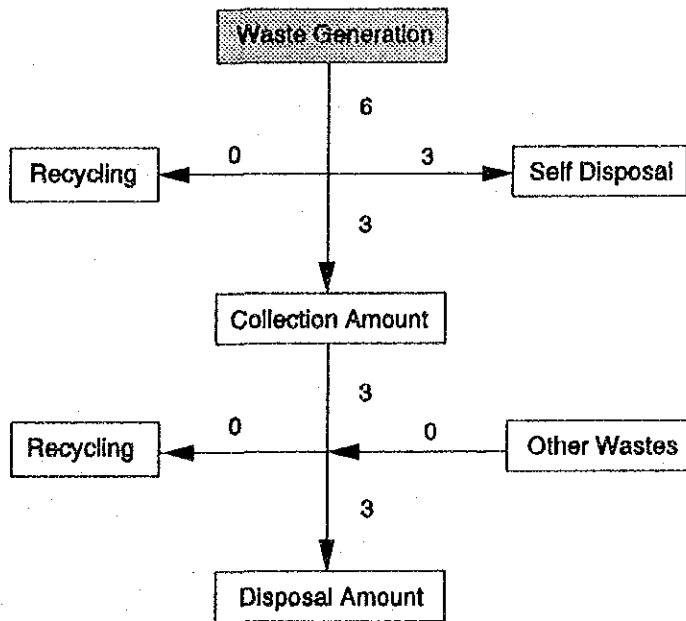 Waste Generation
6
0
3
Recycling
Self Disposal
3
Collection Amount
3
0
0
Recycling
Other Wastes
3
Disposal Amount